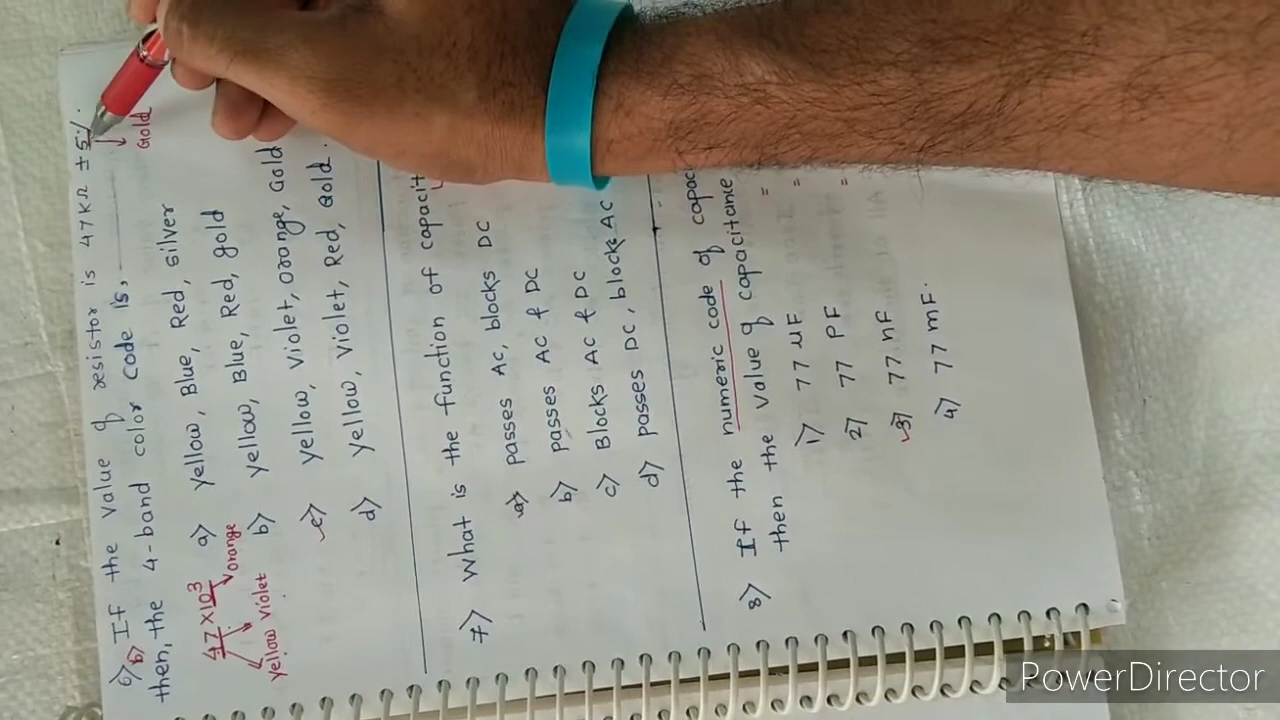 6) If the value of resistor is 47KΩ ±5%.
then, the 4-band color code is,
Gold
47×10³
orange
yellow violet
a) yellow, Blue, Red, silver
b) yellow, Blue, Red, gold
c) yellow, violet, orange, Gold
d) yellow, violet, Red, gold.
7) What is the function of
a) passes AC, blocks DC
b) passes AC & DC
c) Blocks AC & DC
d) passes DC, blocks AC
8) If the numeric code of
then the value of capacitance
1) 77 μF
2) 77 PF
3) 77 nF
4) 77 mF.
PowerDirector